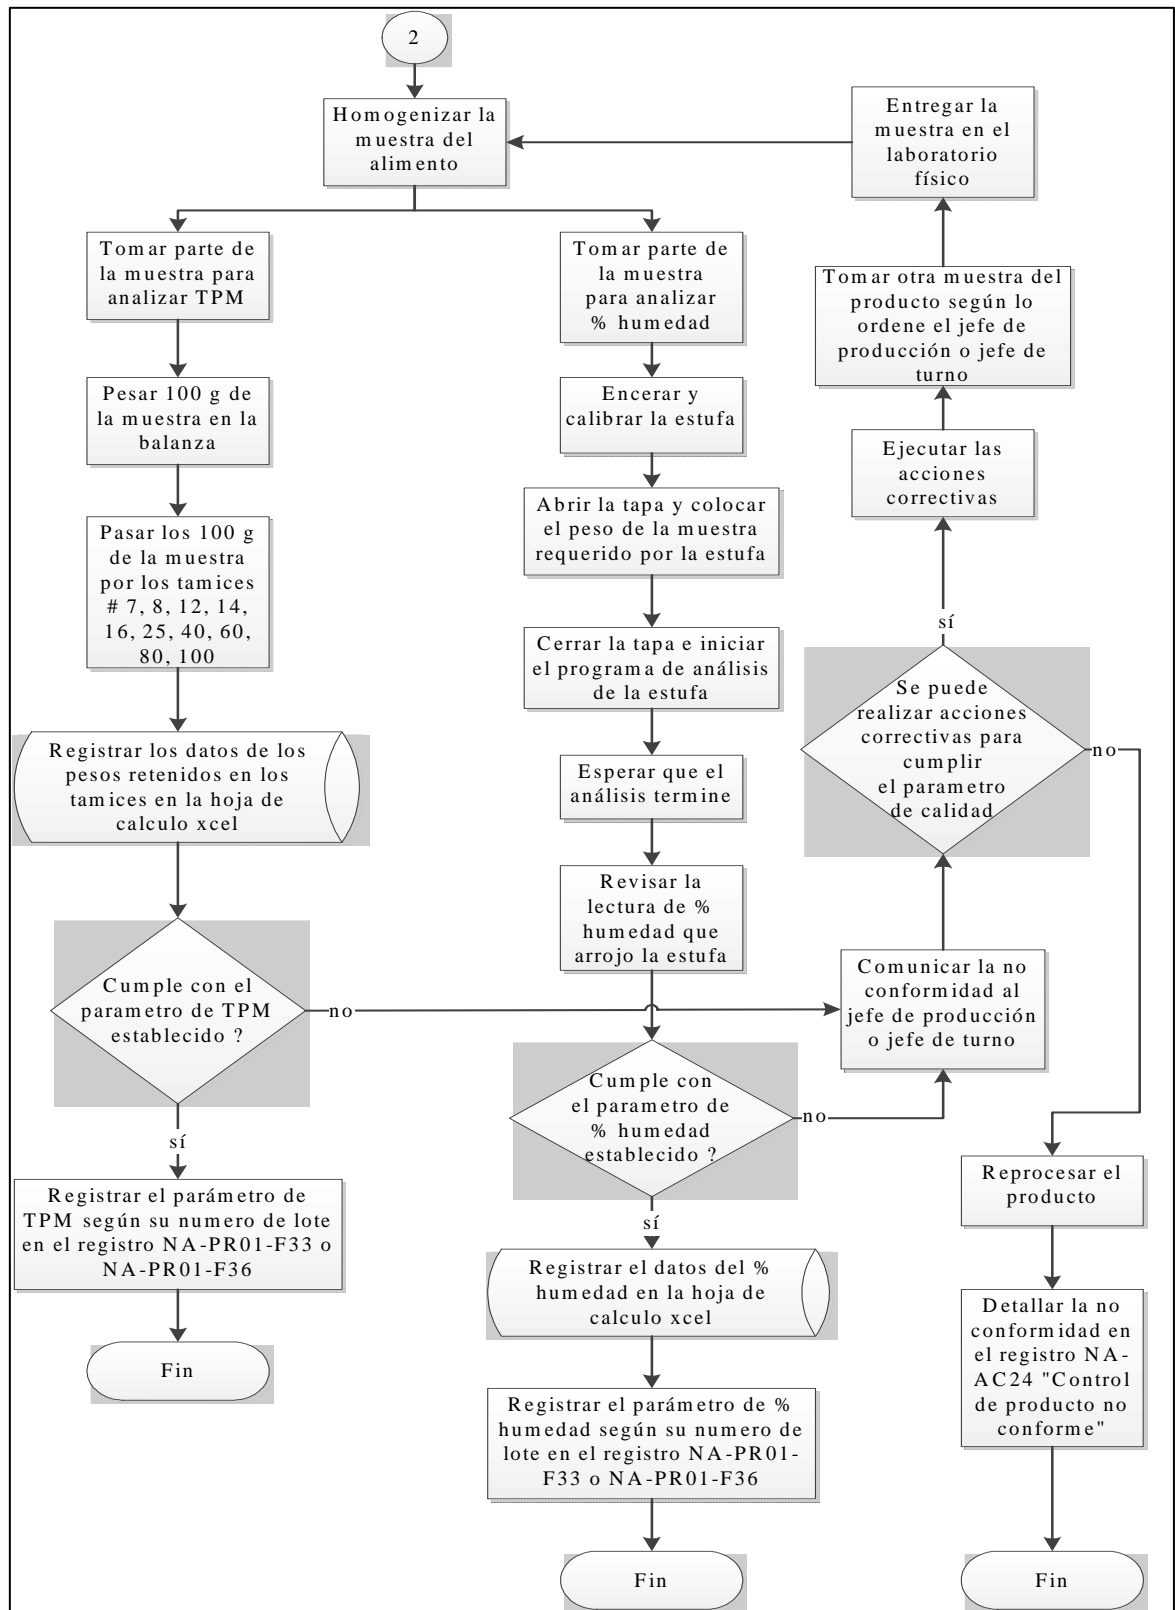 2
Homogenizar la
muestra del
alimento
Entregar la
muestra en el
laboratorio
físico
Tomar parte de
la muestra para
analizar TPM
Tomar parte de
la muestra
para analizar
% humedad
Tomar otra muestra del
producto según lo
ordene el jefe de
producción o jefe de
turno
Pesar 100 g de
la muestra en la
balanza
Encerar y
calibrar la estufa
Ejecutar las
acciones
correctivas
Pasar los 100 g
de la muestra
por los tamices
# 7, 8, 12, 14,
16, 25, 40, 60,
80, 100
Abrir la tapa y colocar
el peso de la muestra
requerido por la estufa
sí
Cerrar la tapa e iniciar
el programa de análisis
de la estufa
Se puede
realizar acciones
correctivas para
cumplir
el parametro
de calidad
no
Registrar los datos de los
pesos retenidos en los
tamices en la hoja de
calculo xcel
Esperar que el
análisis termine
Revisar la
lectura de %
humedad que
arrojo la estufa
Cumple con el
parametro de TPM
establecido ?
no
Comunicar la no
conformidad al
jefe de producción
o jefe de turno
Cumple con
el parametro de
% humedad
establecido ?
no
sí
Registrar el parámetro de
TPM según su numero de lote
en el registro NA-PR01-F33 o
NA-PR01-F36
Reprocesar el
producto
sí
Registrar el datos del %
humedad en la hoja de
calculo xcel
Detallar la no
conformidad en
el registro NA-
AC24 "Control
de producto no
conforme"
Fin
Registrar el parámetro de %
humedad según su numero de
lote en el registro NA-PR01-
F33 o NA-PR01-F36
Fin
Fin